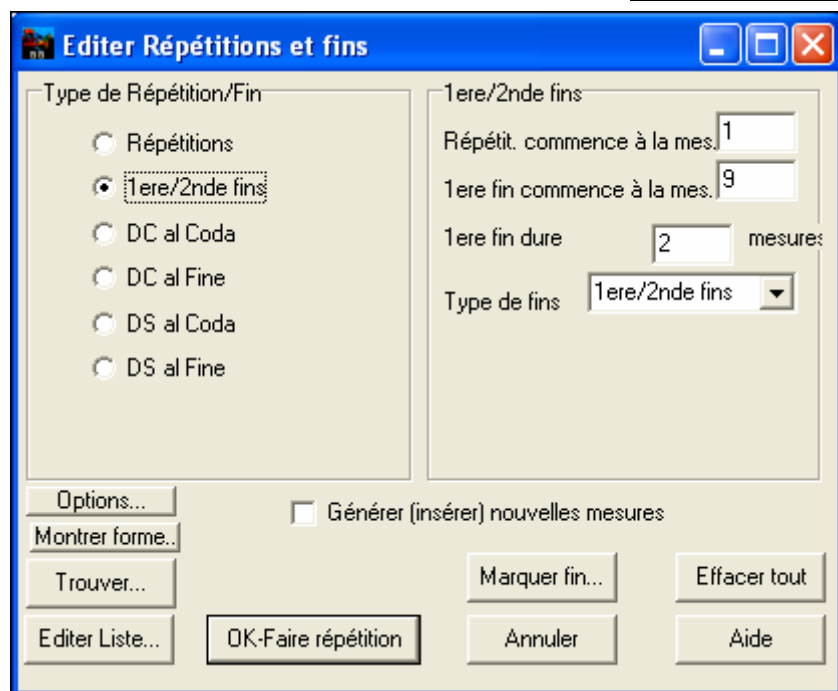 Editer Répétitions et fins
Type de Répétition/Fin
Répétitions
1ere/2nde fins
DC al Coda
DC al Fine
DS al Coda
DS al Fine
1ere/2nde fins
Répétit. commence à la mes. 1
1ere fin commence à la mes. 9
1ere fin dure 2 mesures
Type de fins 1ere/2nde fins
Options...
Générer (insérer) nouvelles mesures
Montrer forme..
Trouver...
Marquer fin...
Effacer tout
Editer Liste...
OK-Faire répétition
Annuler
Aide